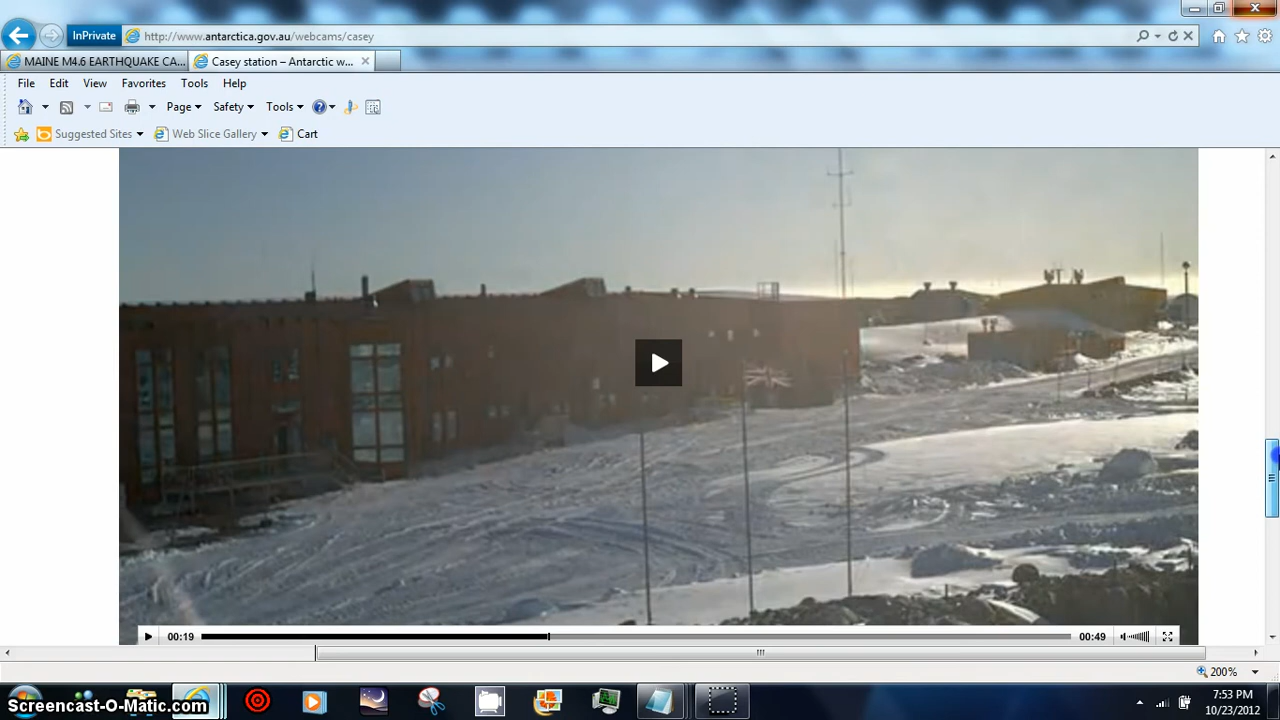 InPrivate http://www.antarctica.gov.au/webcams/casey
MAINE M4.6 EARTHQUAKE CA... Casey station – Antarctic w...
File Edit View Favorites Tools Help
Page Safety Tools
Suggested Sites Web Slice Gallery Cart
00:19 00:49
200%
Screencast-O-Matic.com
7:53 PM
10/23/2012